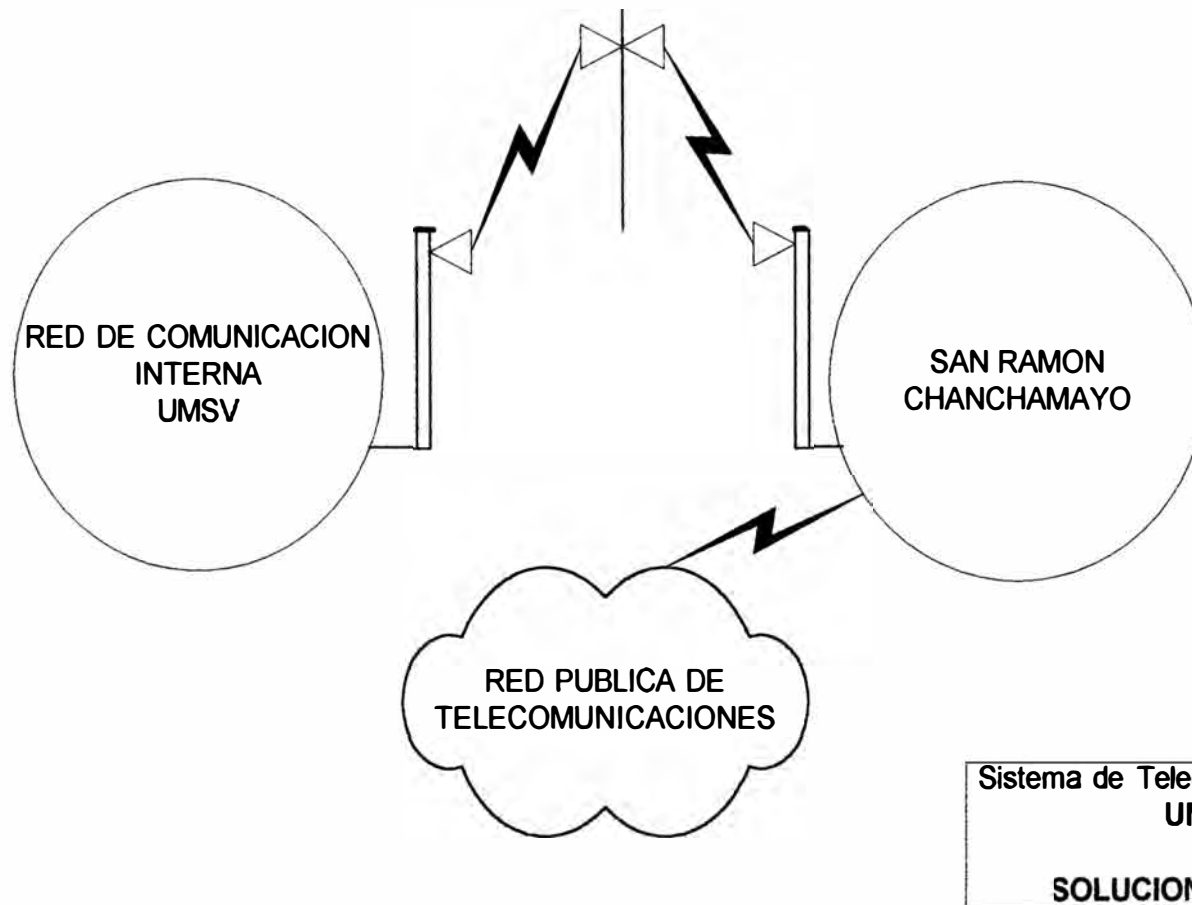 RED DE COMUNICACION
INTERNA
UMSV
SAN RAMON
CHANCHAMAYO
RED PUBLICA DE
TELECOMUNICACIONES
Sistema de Tele
SOLUCION